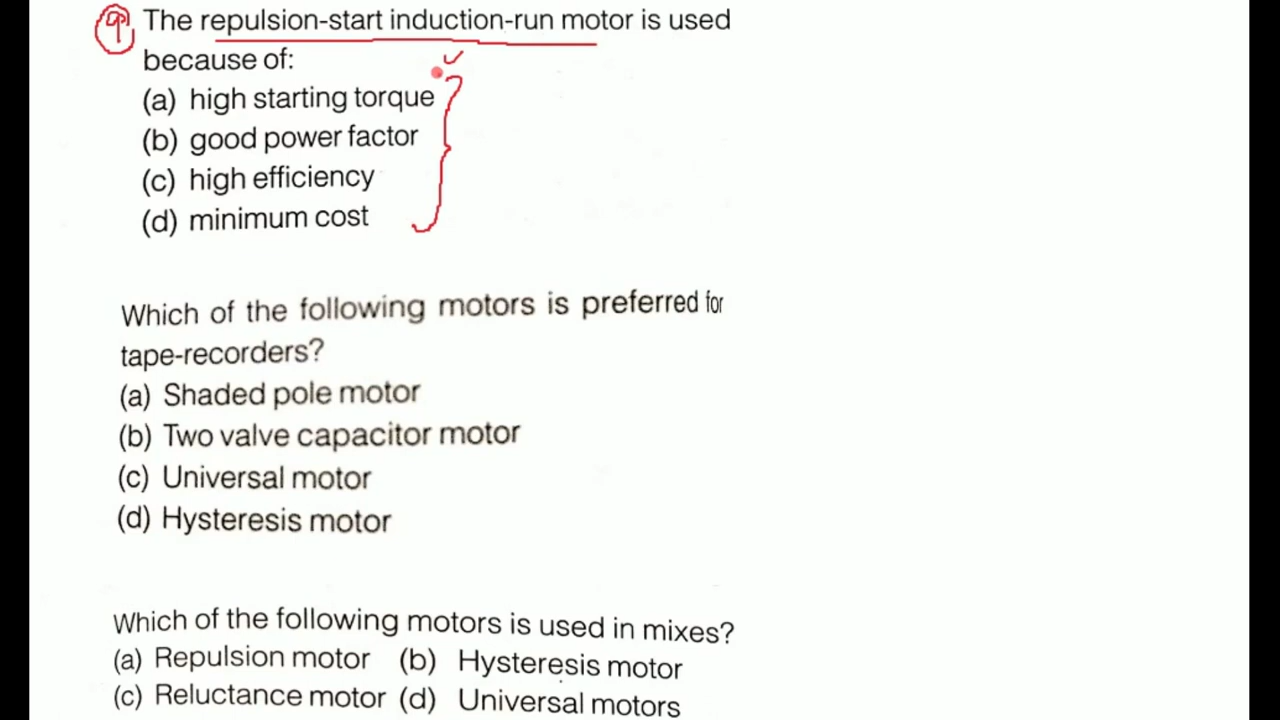 The repulsion-start induction-run motor is used
because of:
(a) high starting torque
(b) good power factor
(c) high efficiency
(d) minimum cost
Which of the following motors is preferred for
tape-recorders?
(a) Shaded pole motor
(b) Two valve capacitor motor
(c) Universal motor
(d) Hysteresis motor
Which of the following motors is used in mixes?
(a) Repulsion motor (b) Hysteresis motor
(c) Reluctance motor (d) Universal motors